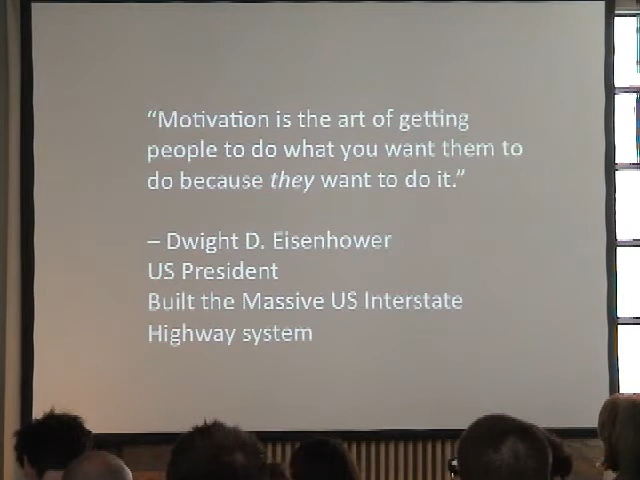 “Motivation is the art of getting
people to do what you want them to
do because they want to do it.”
– Dwight D. Eisenhower
US President
Built the Massive US Interstate
Highway system